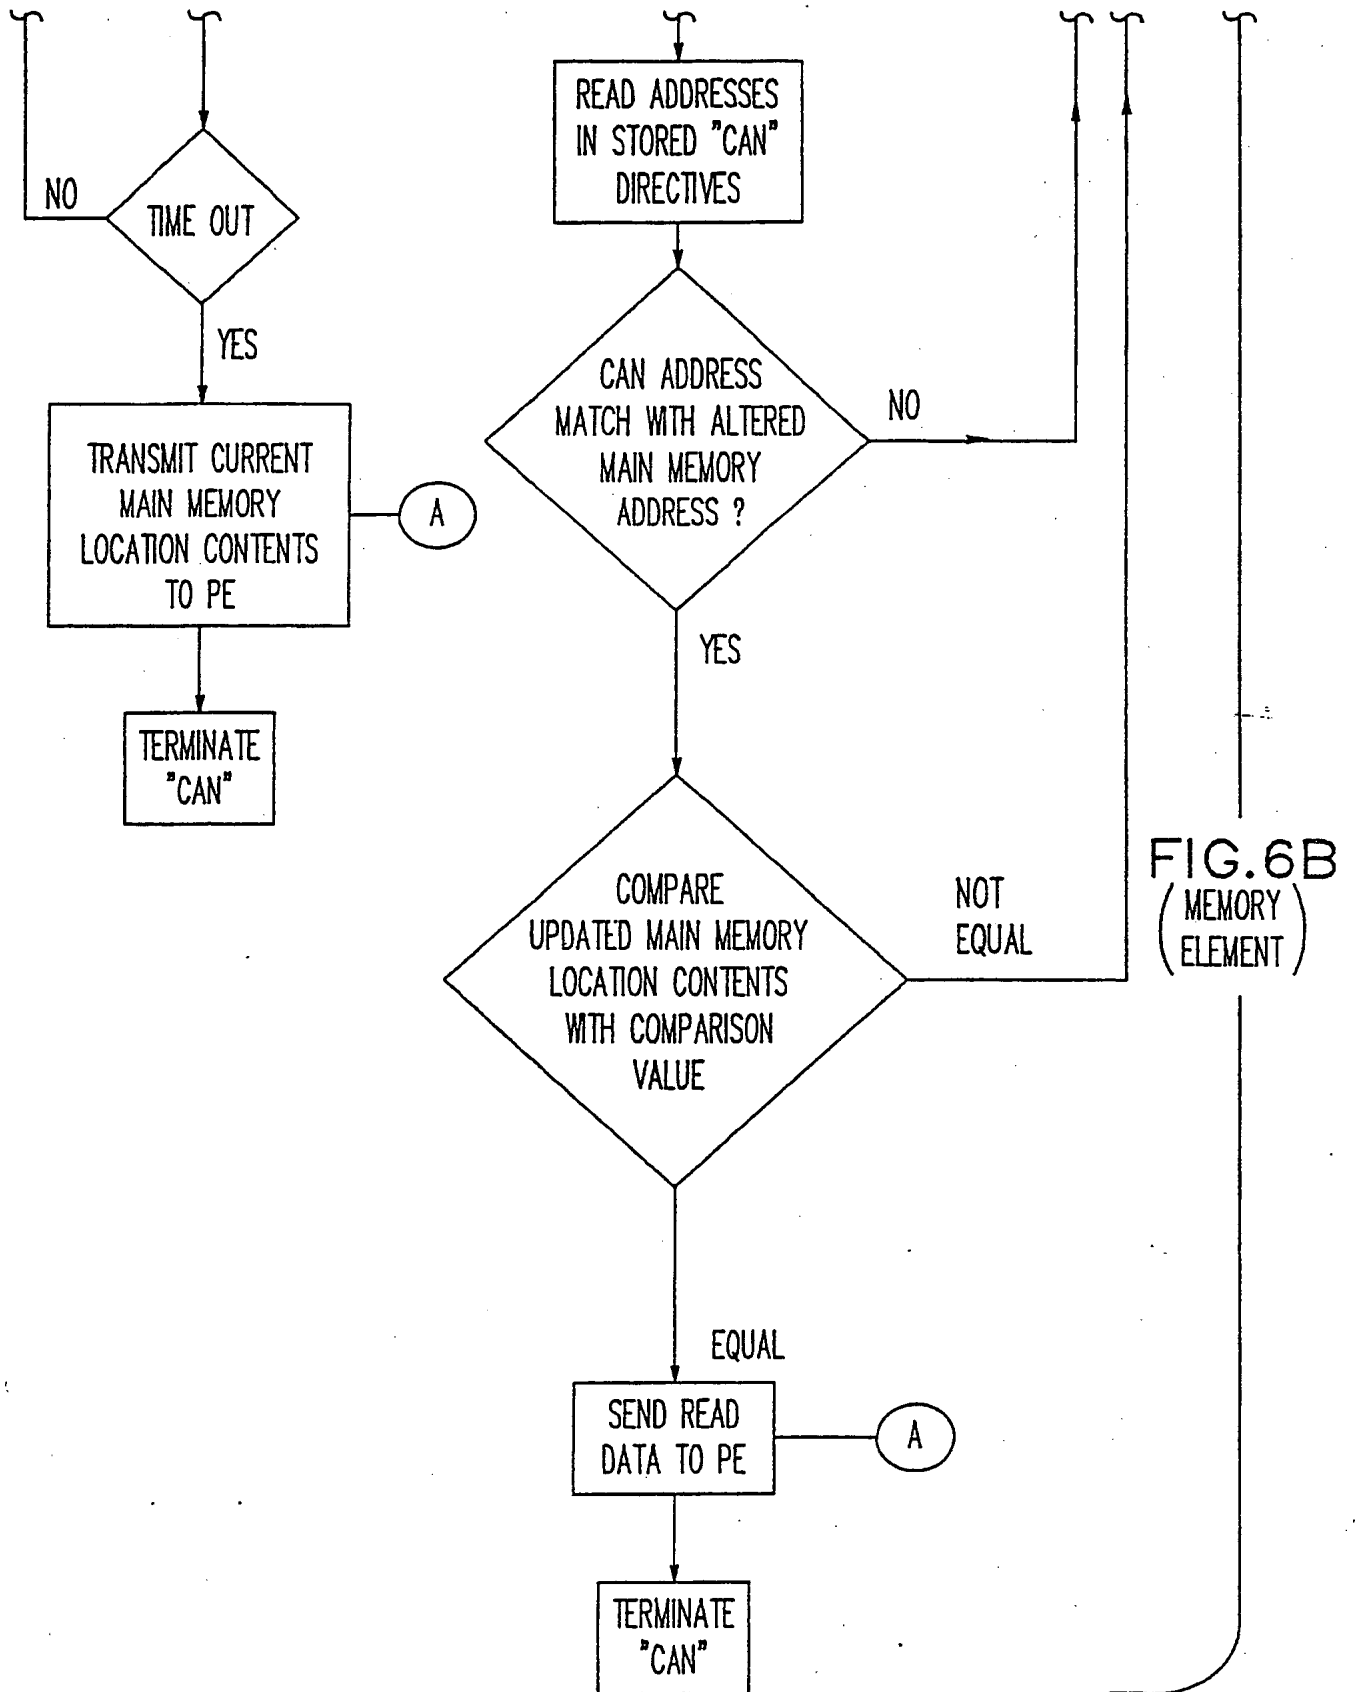 NO
TIME OUT
YES
TRANSMIT CURRENT
MAIN MEMORY
LOCATION CONTENTS
TO PE
A
TERMINATE
"CAN"
READ ADDRESSES
IN STORED "CAN"
DIRECTIVES
CAN ADDRESS
MATCH WITH ALTERED
MAIN MEMORY
ADDRESS ?
NO
YES
COMPARE
UPDATED MAIN MEMORY
LOCATION CONTENTS
WITH COMPARISON
VALUE
NOT
EQUAL
EQUAL
SEND READ
DATA TO PE
A
TERMINATE
"CAN"
FIG.6B
(MEMORY
ELEMENT)